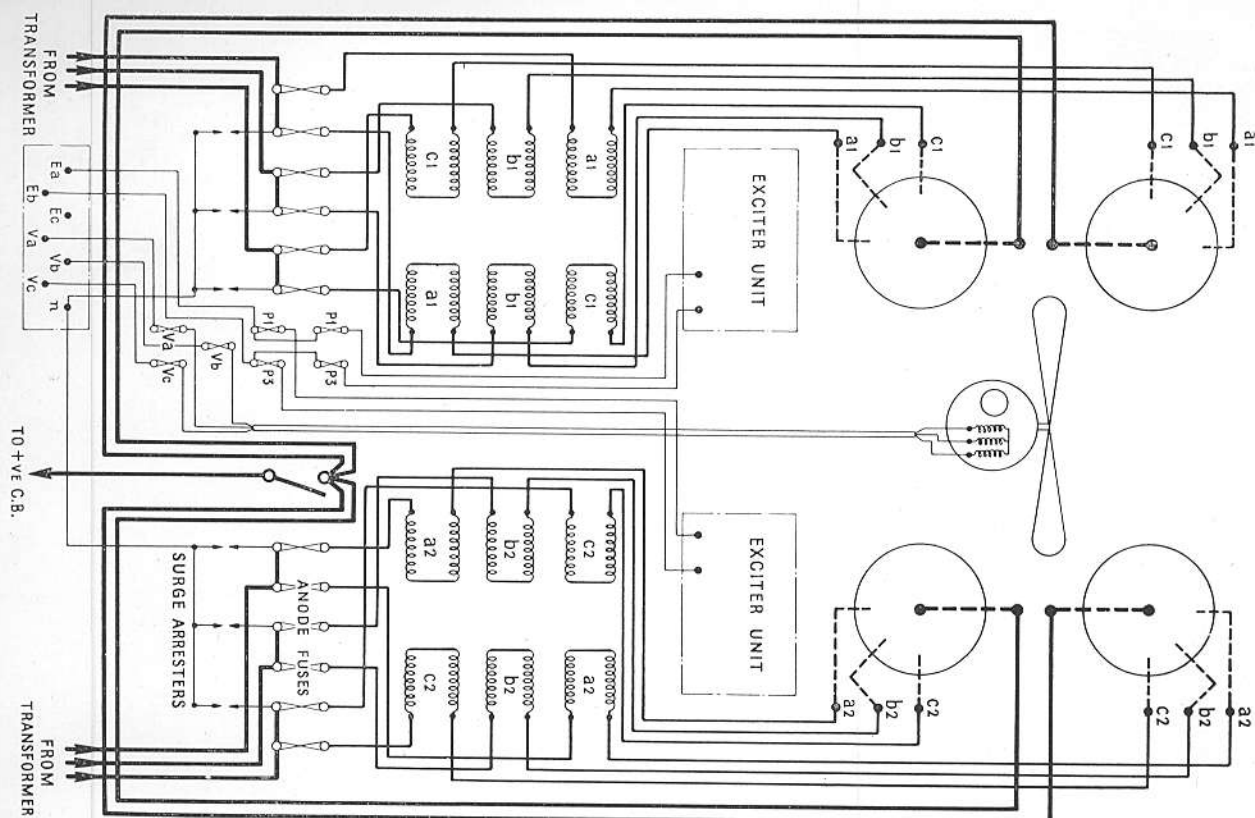 FROM
TRANSFORMER
a1
b1
c1
c1
b1
a1
c1
b1
a1
a1
b1
c1
EXCITER UNIT
Ea
Eb
Ec
Va
Vb
Vc
n
P1
P1
P3
P3
Va
Vb
Vc
TO +VE C.B.
SURGE ARRESTERS
ANODE FUSES
a2
b2
c2
c2
b2
a2
EXCITER UNIT
a2
b2
c2
c2
b2
a2
FROM
TRANSFORMER